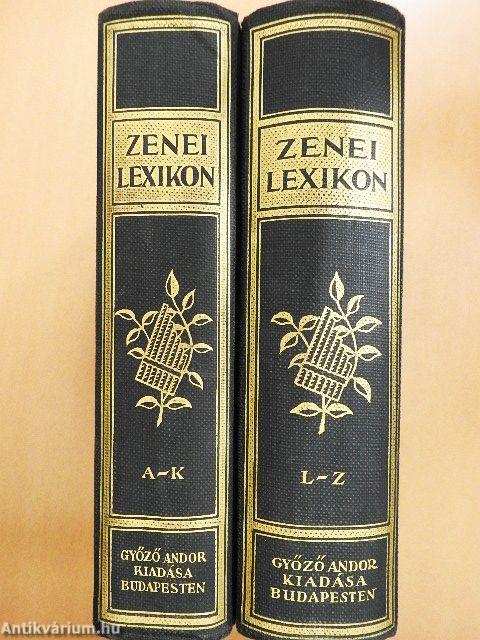 ZENEI
LEXIKON
A-K
GYŐZŐ ANDOR
KIADÁSA
BUDAPESTEN
ZENEI
LEXIKON
L-Z
GYŐZŐ ANDOR
KIADÁSA
BUDAPESTEN
Antikvárium.hu